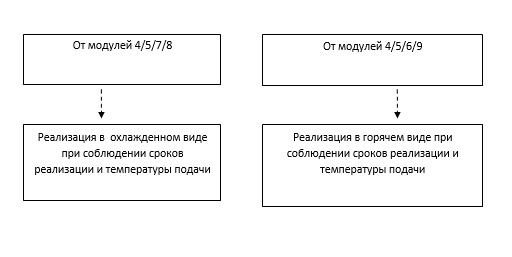 От модулей 4/5/7/8
Реализация в охлажденном виде
при соблюдении сроков
реализации и температуры подачи
От модулей 4/5/6/9
Реализация в горячем виде при
соблюдении сроков реализации и
температуры подачи